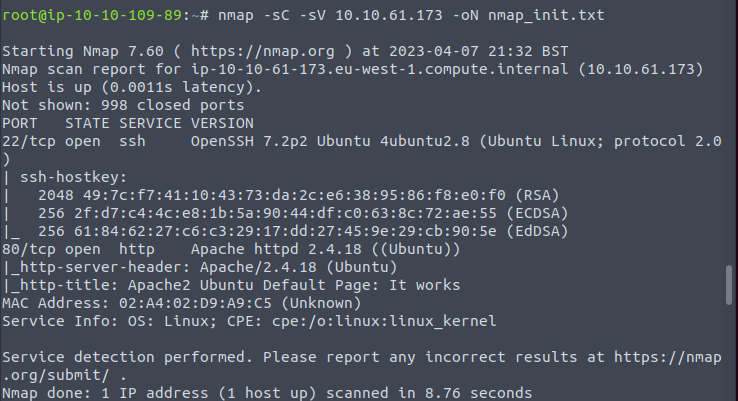 root@ip-10-10-109-89:~# nmap -sC -sV 10.10.61.173 -oN nmap_init.txt
Starting Nmap 7.60 ( https://nmap.org ) at 2023-04-07 21:32 BST
Nmap scan report for ip-10-10-61-173.eu-west-1.compute.internal (10.10.61.173)
Host is up (0.0011s latency).
Not shown: 998 closed ports
PORT   STATE SERVICE VERSION
22/tcp open  ssh     OpenSSH 7.2p2 Ubuntu 4ubuntu2.8 (Ubuntu Linux; protocol 2.0
)
| ssh-hostkey:
|   2048 49:7c:f7:41:10:43:73:da:2c:e6:38:95:86:f8:e0:f0 (RSA)
|   256 2f:d7:c4:4c:e8:1b:5a:90:44:df:c0:63:8c:72:ae:55 (ECDSA)
|_  256 61:84:62:27:c6:c3:29:17:dd:27:45:9e:29:cb:90:5e (EdDSA)
80/tcp open  http    Apache httpd 2.4.18 ((Ubuntu))
|_http-server-header: Apache/2.4.18 (Ubuntu)
|_http-title: Apache2 Ubuntu Default Page: It works
MAC Address: 02:A4:02:D9:A9:C5 (Unknown)
Service Info: OS: Linux; CPE: cpe:/o:linux:linux_kernel
Service detection performed. Please report any incorrect results at https://nmap
.org/submit/ .
Nmap done: 1 IP address (1 host up) scanned in 8.76 seconds